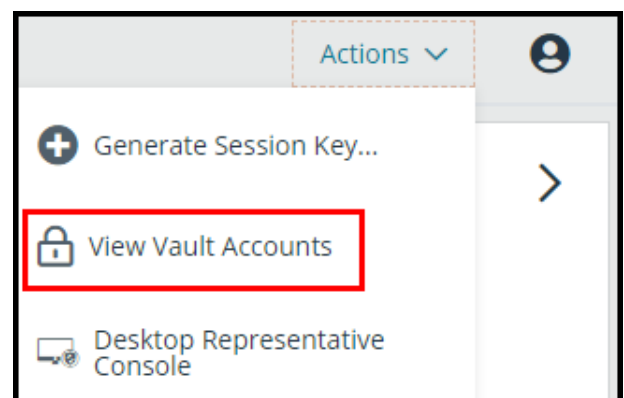 Actions
Generate Session Key...
View Vault Accounts
Desktop Representative
Console